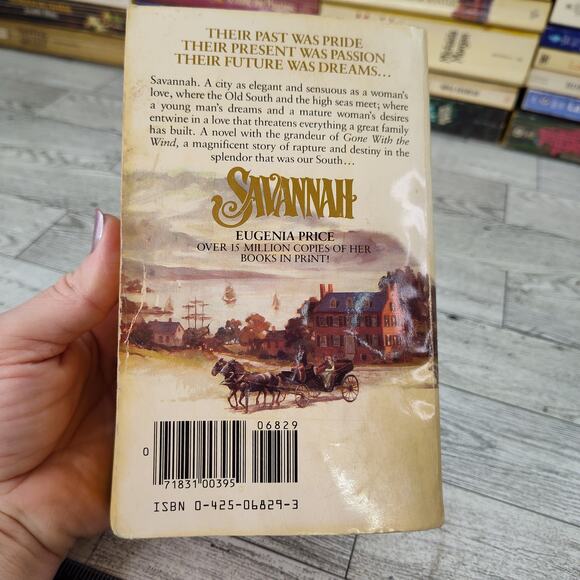 THEIR PAST WAS PRIDE
THEIR PRESENT WAS PASSION
THEIR FUTURE WAS DREAMS...
Savannah. A city as elegant and sensuous as a woman's
love, where the Old South and the high seas meet; where
a young man's dreams and a mature woman's desires
entwine in a love that threatens everything a great family
has built. A novel with the grandeur of Gone With the
Wind, a magnificent story of rapture and destiny in the
splendor that was our South...
SAVANNAH
EUGENIA PRICE
OVER 15 MILLION COPIES OF HER
BOOKS IN PRINT!
06829
0
71831 00395
ISBN 0-425-06829-3